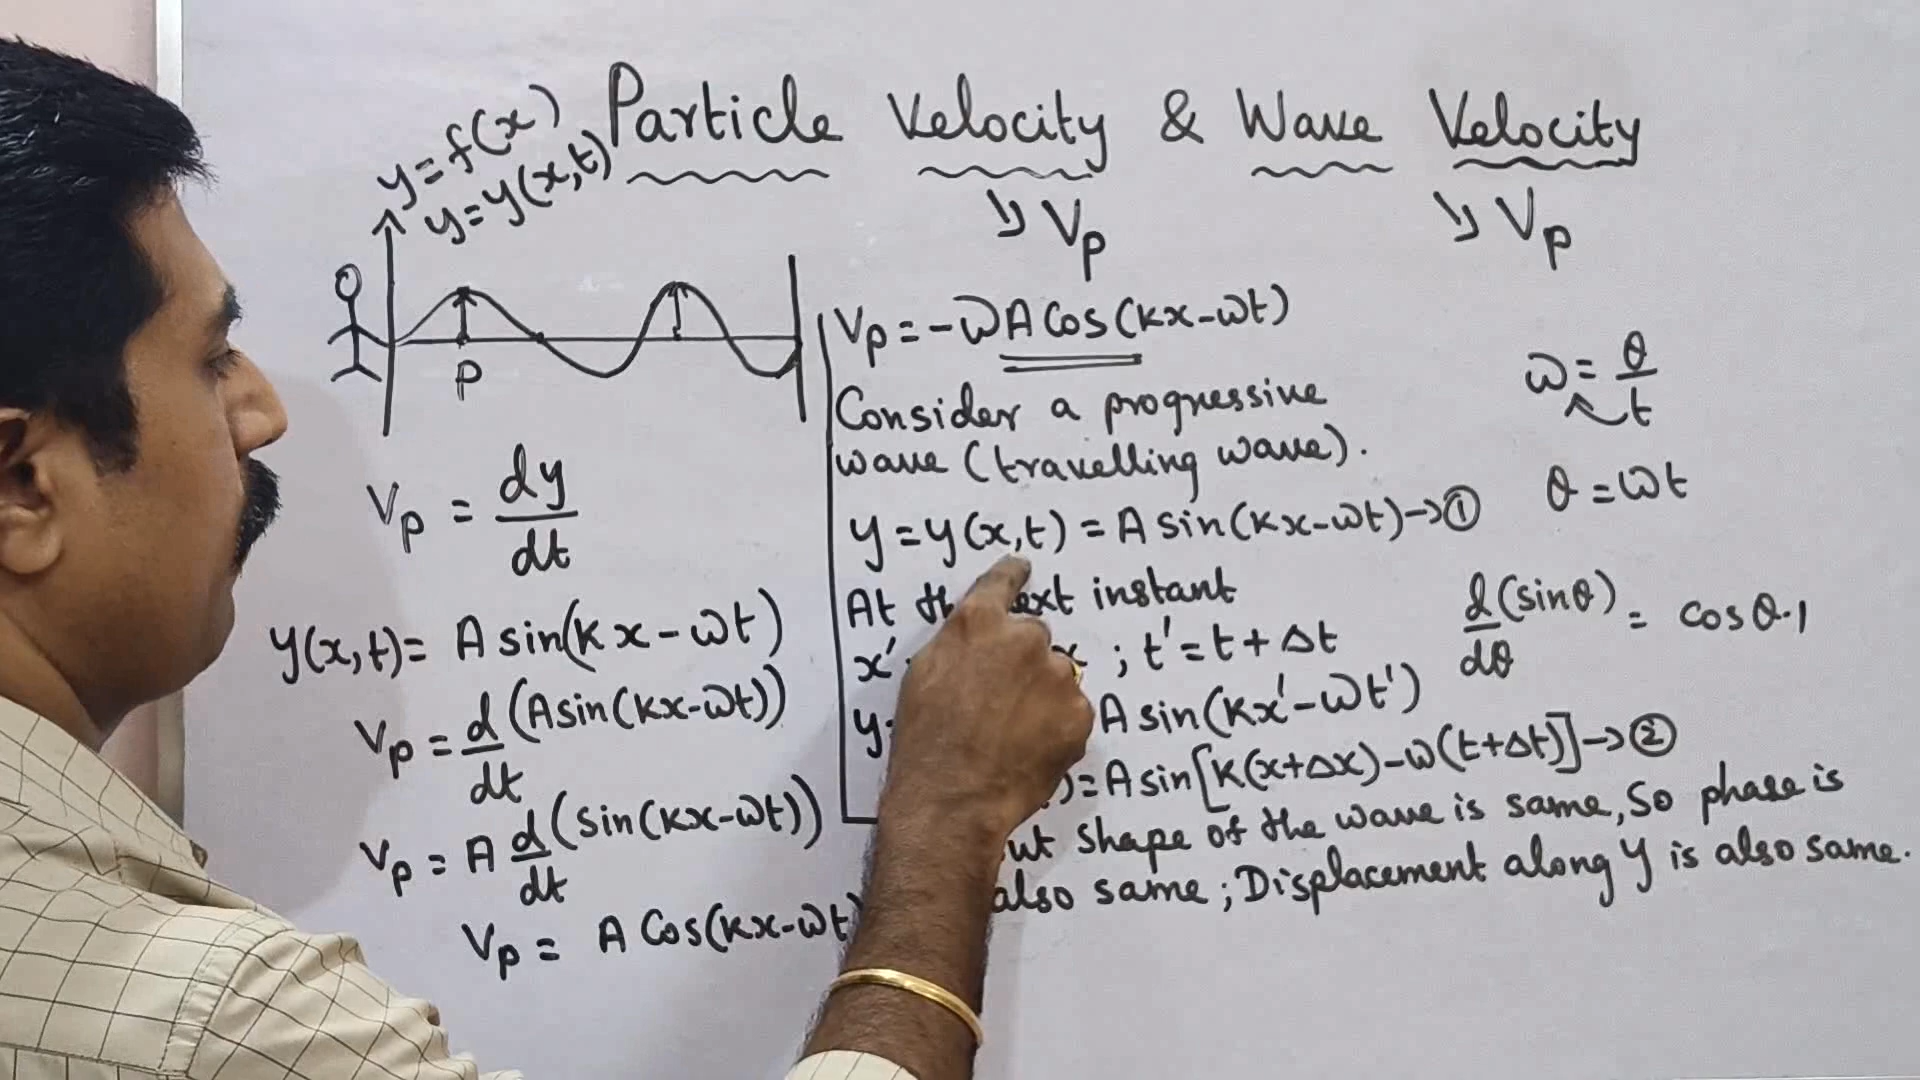 Particle Velocity & Wave Velocity
Vp
Vp
y=f(x)
y=y(x,t)
P
Vp = dy/dt
y(x,t)= A sin(kx-ωt)
Vp = d/dt (A sin(kx-ωt))
Vp = A d/dt (sin(kx-ωt))
Vp = A Cos(kx-ωt)
Vp = -ωA Cos(kx-ωt)
Consider a progressive
wave (travelling wave).
y=y(x,t) = A sin(kx-ωt)→①
At next instant
x' x ; t'=t+Δt
y= A sin(kx'-ωt')
)=A sin[k(x+Δx)-ω(t+Δt)]→②
shape of the wave is same, So phase is
also same; Displacement along y is also same.
ω = θ/t
θ = ωt
d/dθ (sinθ) = cosθ.1